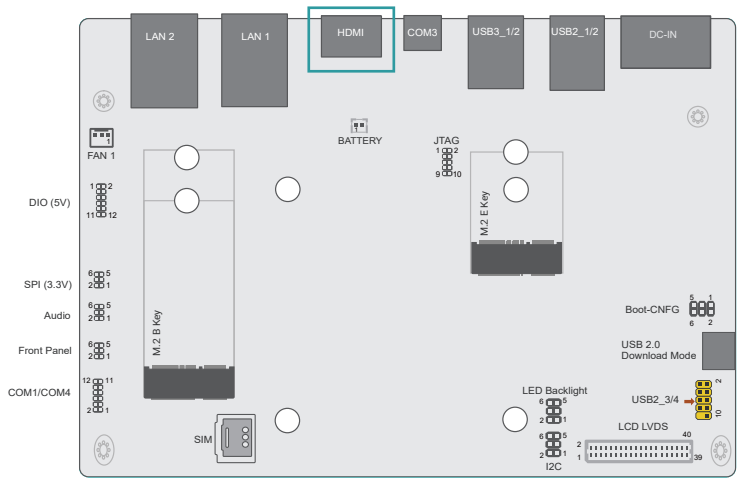 LAN 2
LAN 1
HDMI
COM3
USB3_1/2
USB2_1/2
DC-IN
1
BATTERY
1
FAN 1
JTAG
1 2
9 10
DIO (5V)
1 2
11 12
M.2 E Key
SPI (3.3V)
6 5
2 1
Audio
6 5
2 1
Front Panel
6 5
2 1
COM1/COM4
12 11
2 1
M.2 B Key
SIM
5 1
Boot-CNFG
6 2
USB 2.0
Download Mode
LED Backlight
6 5
2 1
USB2_3/4
2
10
LCD LVDS
40
2
1
39
6 5
2 1
I2C